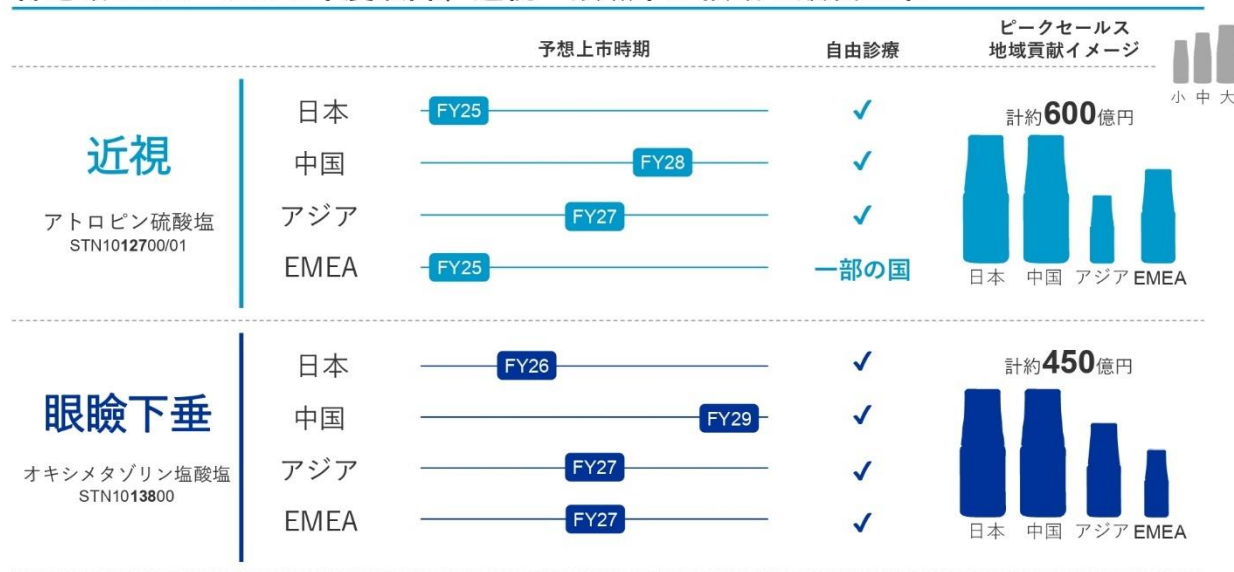 予想上市時期
自由診療
ピークセールス
地域貢献イメージ
小 中 大
近視
アトロピン硫酸塩
STN1012700/01
日本 FY25 ✓
中国 FY28 ✓
アジア FY27 ✓
EMEA FY25 一部の国
計約600億円
日本 中国 アジア EMEA
眼瞼下垂
オキシメタゾリン塩酸塩
STN1013800
日本 FY26 ✓
中国 FY29 ✓
アジア FY27 ✓
EMEA FY27 ✓
計約450億円
日本 中国 アジア EMEA